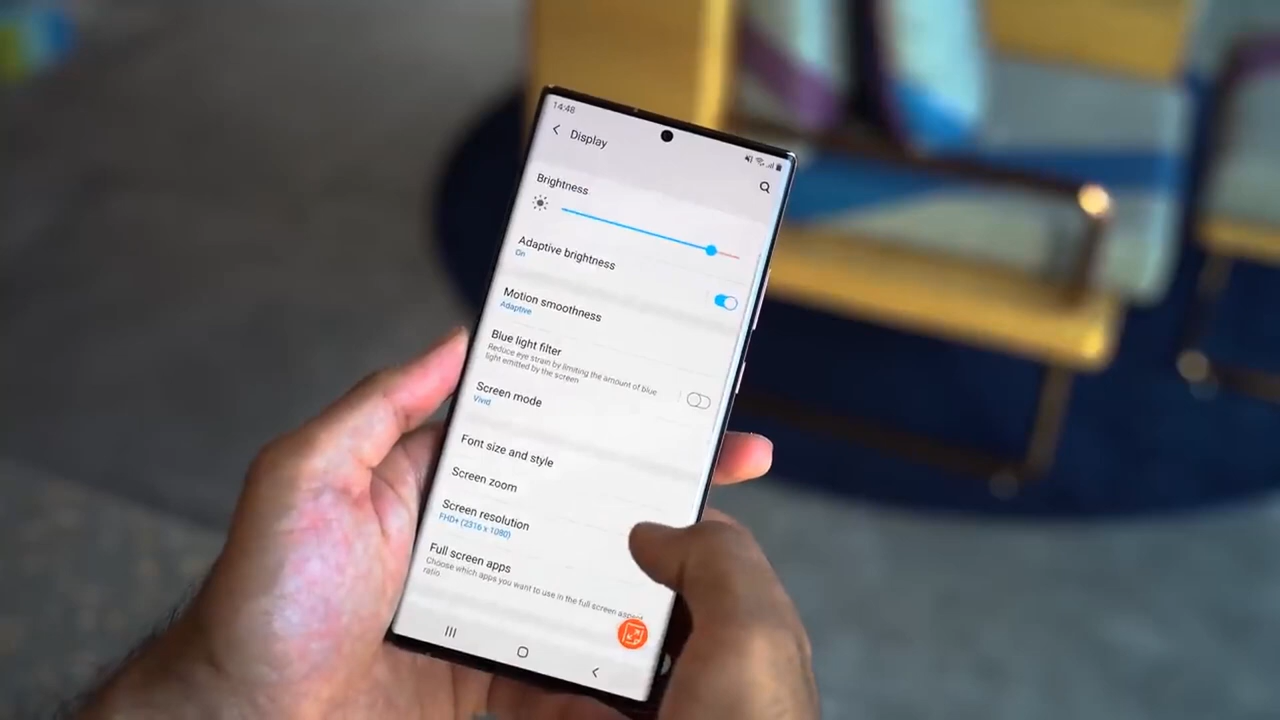 14:48
Display
Brightness
Adaptive brightness
On
Motion smoothness
Adaptive
Blue light filter
Reduce eye strain by limiting the amount of blue
light emitted by the screen
Screen mode
Vivid
Font size and style
Screen zoom
Screen resolution
FHD+ (2316 x 1080)
Full screen apps
Choose which apps you want to use in the full screen aspect
ratio